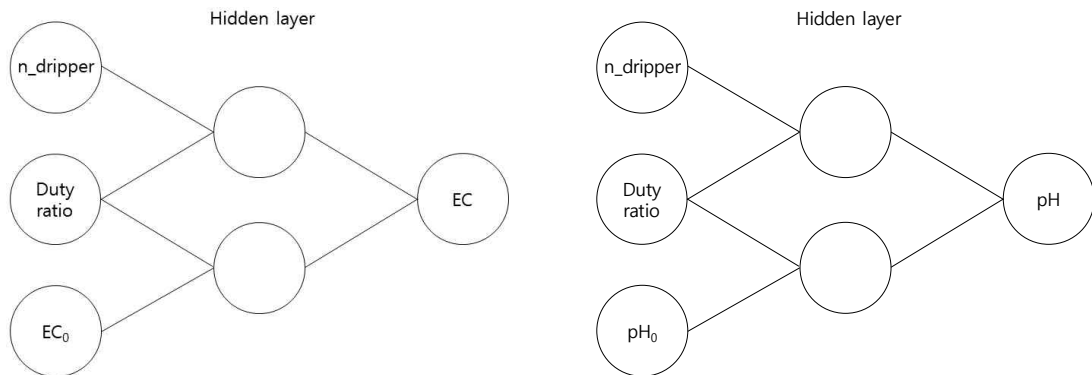 Hidden layer
n_dripper
Duty
ratio
EC₀
EC
Hidden layer
n_dripper
Duty
ratio
pH₀
pH